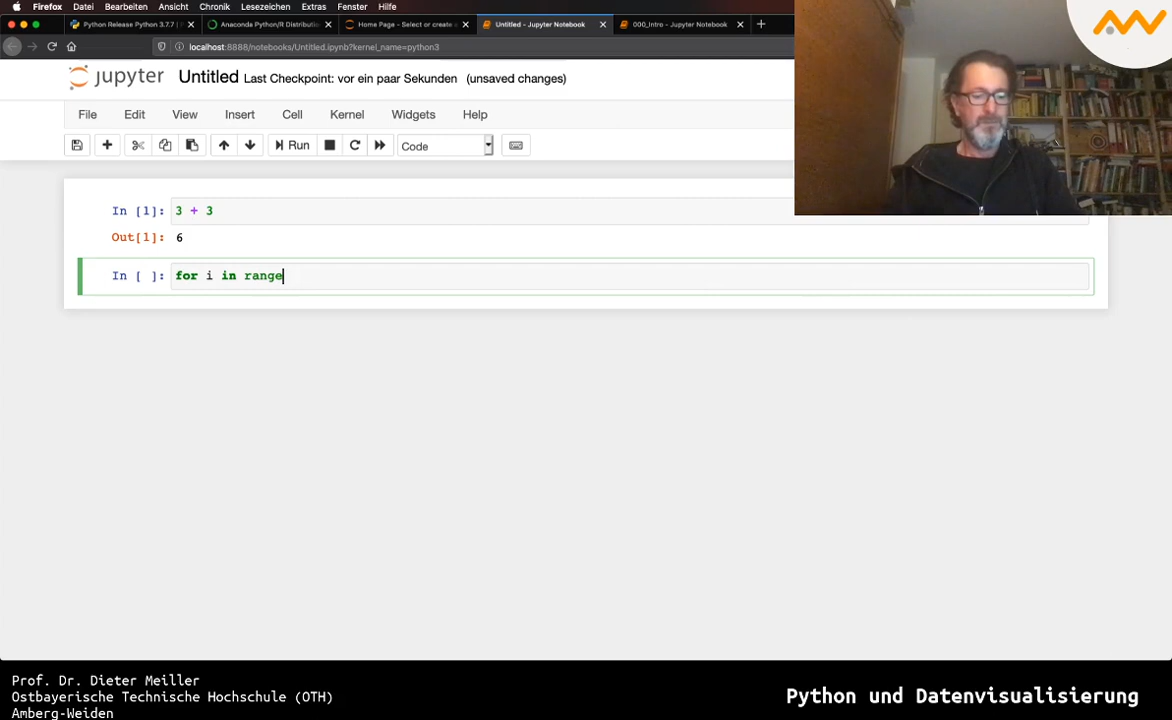 Firefox Datei Bearbeiten Ansicht Chronik Lesezeichen Extras Fenster Hilfe
Python Release Python 3.7.7 | Anaconda Python/R Distributi Home Page - Select or create Untitled - Jupyter Notebook 000_Intro - Jupyter Notebook
localhost:8888/notebooks/Untitled.ipynb?kernel_name=python3
jupyter Untitled Last Checkpoint: vor ein paar Sekunden (unsaved changes)
File Edit View Insert Cell Kernel Widgets Help
Run Code
In [1]: 3 + 3
Out[1]: 6
In [ ]: for i in range
Prof. Dr. Dieter Meiller
Ostbayerische Technische Hochschule (OTH)
Amberg-Weiden
Python und Datenvisualisierung